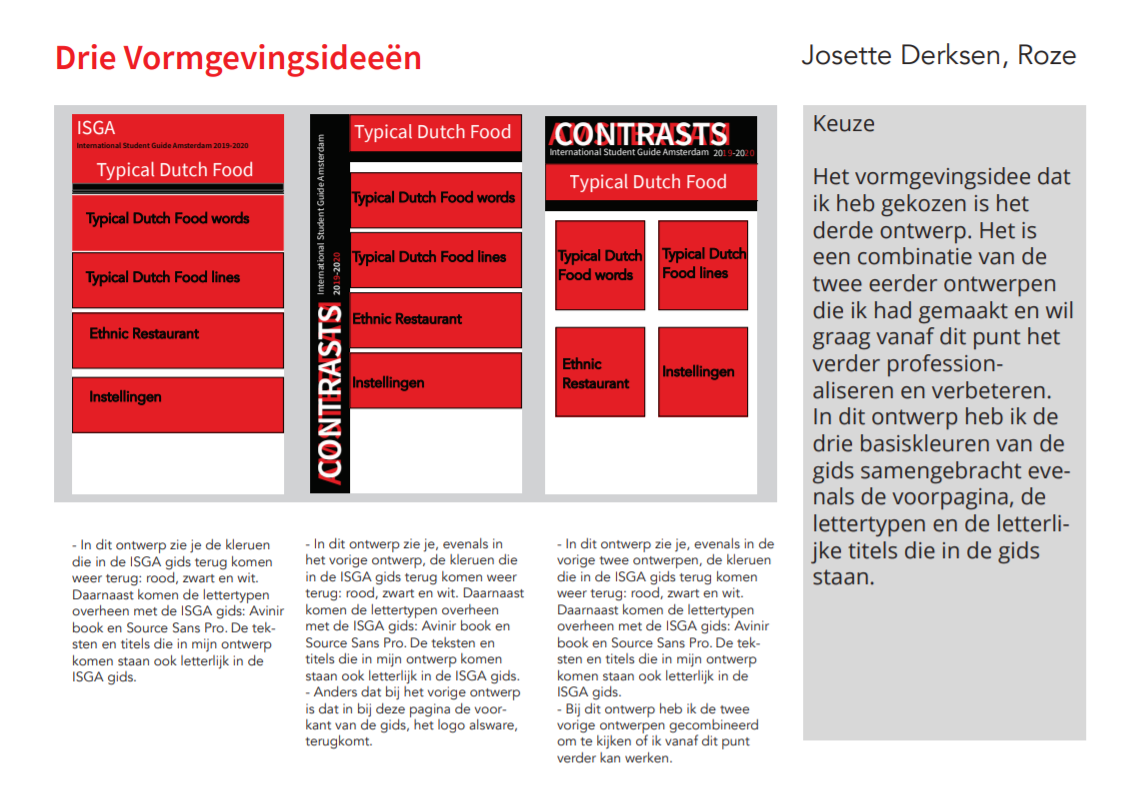 Drie Vormgevingsideeën
Josette Derksen, Roze
ISGA
International Student Guide Amsterdam 2019-2020
Typical Dutch Food
Typical Dutch Food words
Typical Dutch Food lines
Ethnic Restaurant
Instellingen
AMSTERDAM
CONTRASTS
International Student Guide Amsterdam
2019-2020
Typical Dutch Food
Typical Dutch Food words
Typical Dutch Food lines
Ethnic Restaurant
Instellingen
AMSTERDAM
CONTRASTS
International Student Guide Amsterdam 2019-2020
Typical Dutch Food
Typical Dutch
Food words
Typical Dutch
Food lines
Ethnic
Restaurant
Instellingen
- In dit ontwerp zie je de kleruen
die in de ISGA gids terug komen
weer terug: rood, zwart en wit.
Daarnaast komen de lettertypen
overheen met de ISGA gids: Avinir
book en Source Sans Pro. De tek-
sten en titels die in mijn ontwerp
komen staan ook letterlijk in de
ISGA gids.
- In dit ontwerp zie je, evenals in
het vorige ontwerp, de kleruen die
in de ISGA gids terug komen weer
terug: rood, zwart en wit. Daarnaast
komen de lettertypen overheen
met de ISGA gids: Avinir book en
Source Sans Pro. De teksten en
titels die in mijn ontwerp komen
staan ook letterlijk in de ISGA gids.
- Anders dat bij het vorige ontwerp
is dat in bij deze pagina de voor-
kant van de gids, het logo alsware,
terugkomt.
- In dit ontwerp zie je, evenals in de
vorige twee ontwerpen, de kleruen
die in de ISGA gids terug komen
weer terug: rood, zwart en wit.
Daarnaast komen de lettertypen
overheen met de ISGA gids: Avinir
book en Source Sans Pro. De tek-
sten en titels die in mijn ontwerp
komen staan ook letterlijk in de
ISGA gids.
- Bij dit ontwerp heb ik de twee
vorige ontwerpen gecombineerd
om te kijken of ik vanaf dit punt
verder kan werken.
Keuze
Het vormgevingsidee dat
ik heb gekozen is het
derde ontwerp. Het is
een combinatie van de
twee eerder ontwerpen
die ik had gemaakt en wil
graag vanaf dit punt het
verder profession-
aliseren en verbeteren.
In dit ontwerp heb ik de
drie basiskleuren van de
gids samengebracht eve-
nals de voorpagina, de
lettertypen en de letterli-
jke titels die in de gids
staan.